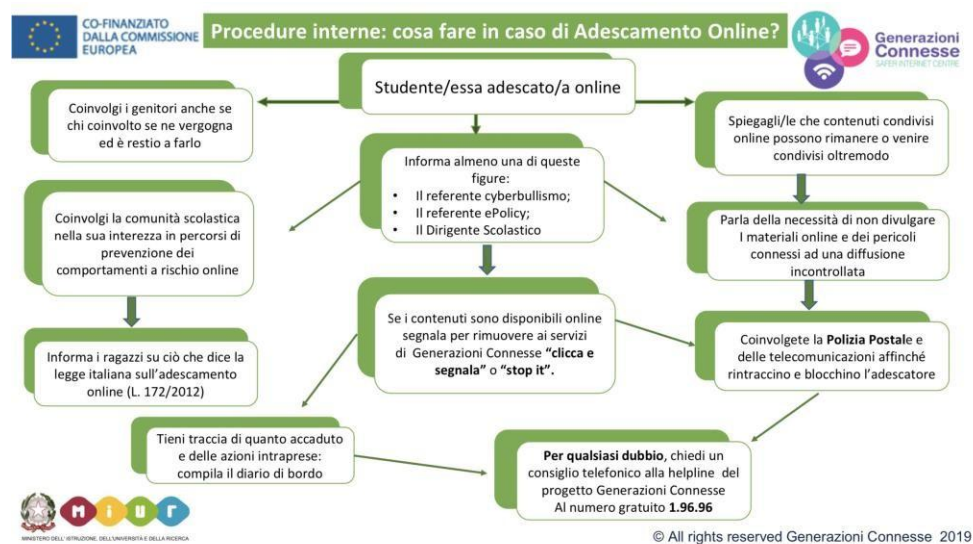 CO-FINANZIATO
DALLA COMMISSIONE
EUROPEA
Procedure interne: cosa fare in caso di Adescamento Online?
Generazioni
Connesse
SAFER INTERNET CENTRE
Studente/essa adescato/a online
Coinvolgi i genitori anche se
chi coinvolto se ne vergogna
ed è restio a farlo
Informa almeno una di queste
figure:
• Il referente cyberbullismo;
• Il referente ePolicy;
• Il Dirigente Scolastico
Spiegagli/le che contenuti condivisi
online possono rimanere o venire
condivisi oltremodo
Coinvolgi la comunità scolastica
nella sua interezza in percorsi di
prevenzione dei
comportamenti a rischio online
Parla della necessità di non divulgare
I materiali online e dei pericoli
connessi ad una diffusione
incontrollata
Informa i ragazzi su ciò che dice la
legge italiana sull'adescamento
online (L. 172/2012)
Se i contenuti sono disponibili online
segnala per rimuovere ai servizi
di Generazioni Connesse “clicca e
segnala” o “stop it”.
Coinvolgete la Polizia Postale e
delle telecomunicazioni affinché
rintraccino e blocchino l'adescatore
Tieni traccia di quanto accaduto
e delle azioni intraprese:
compila il diario di bordo
Per qualsiasi dubbio, chiedi un
consiglio telefonico alla helpline del
progetto Generazioni Connesse
Al numero gratuito 1.96.96
miur
MINISTERO DELL' ISTRUZIONE, DELL'UNIVERSITÀ E DELLA RICERCA
© All rights reserved Generazioni Connesse 2019